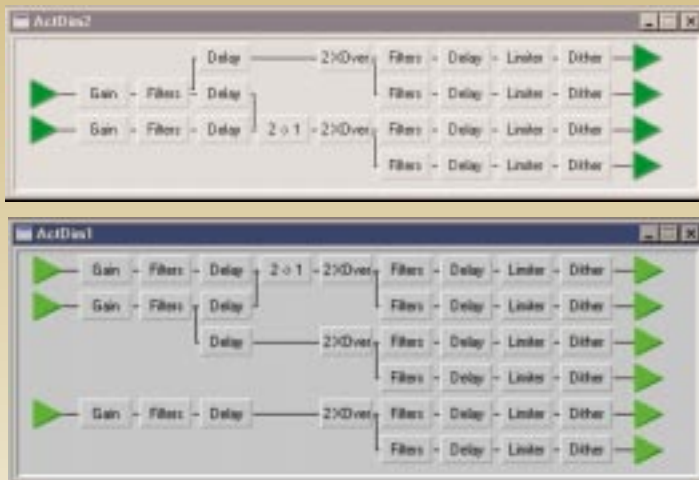 ActDim2
Delay 2XOver Filters Delay Limiter Dither
Gain Filters Delay Filters Delay Limiter Dither
Gain Filters Delay 2->1 2XOver Filters Delay Limiter Dither
Filters Delay Limiter Dither
ActDim1
Gain Filters Delay 2->1 2XOver Filters Delay Limiter Dither
Gain Filters Delay Filters Delay Limiter Dither
Delay 2XOver Filters Delay Limiter Dither
Filters Delay Limiter Dither
Gain Filters Delay 2XOver Filters Delay Limiter Dither
Filters Delay Limiter Dither